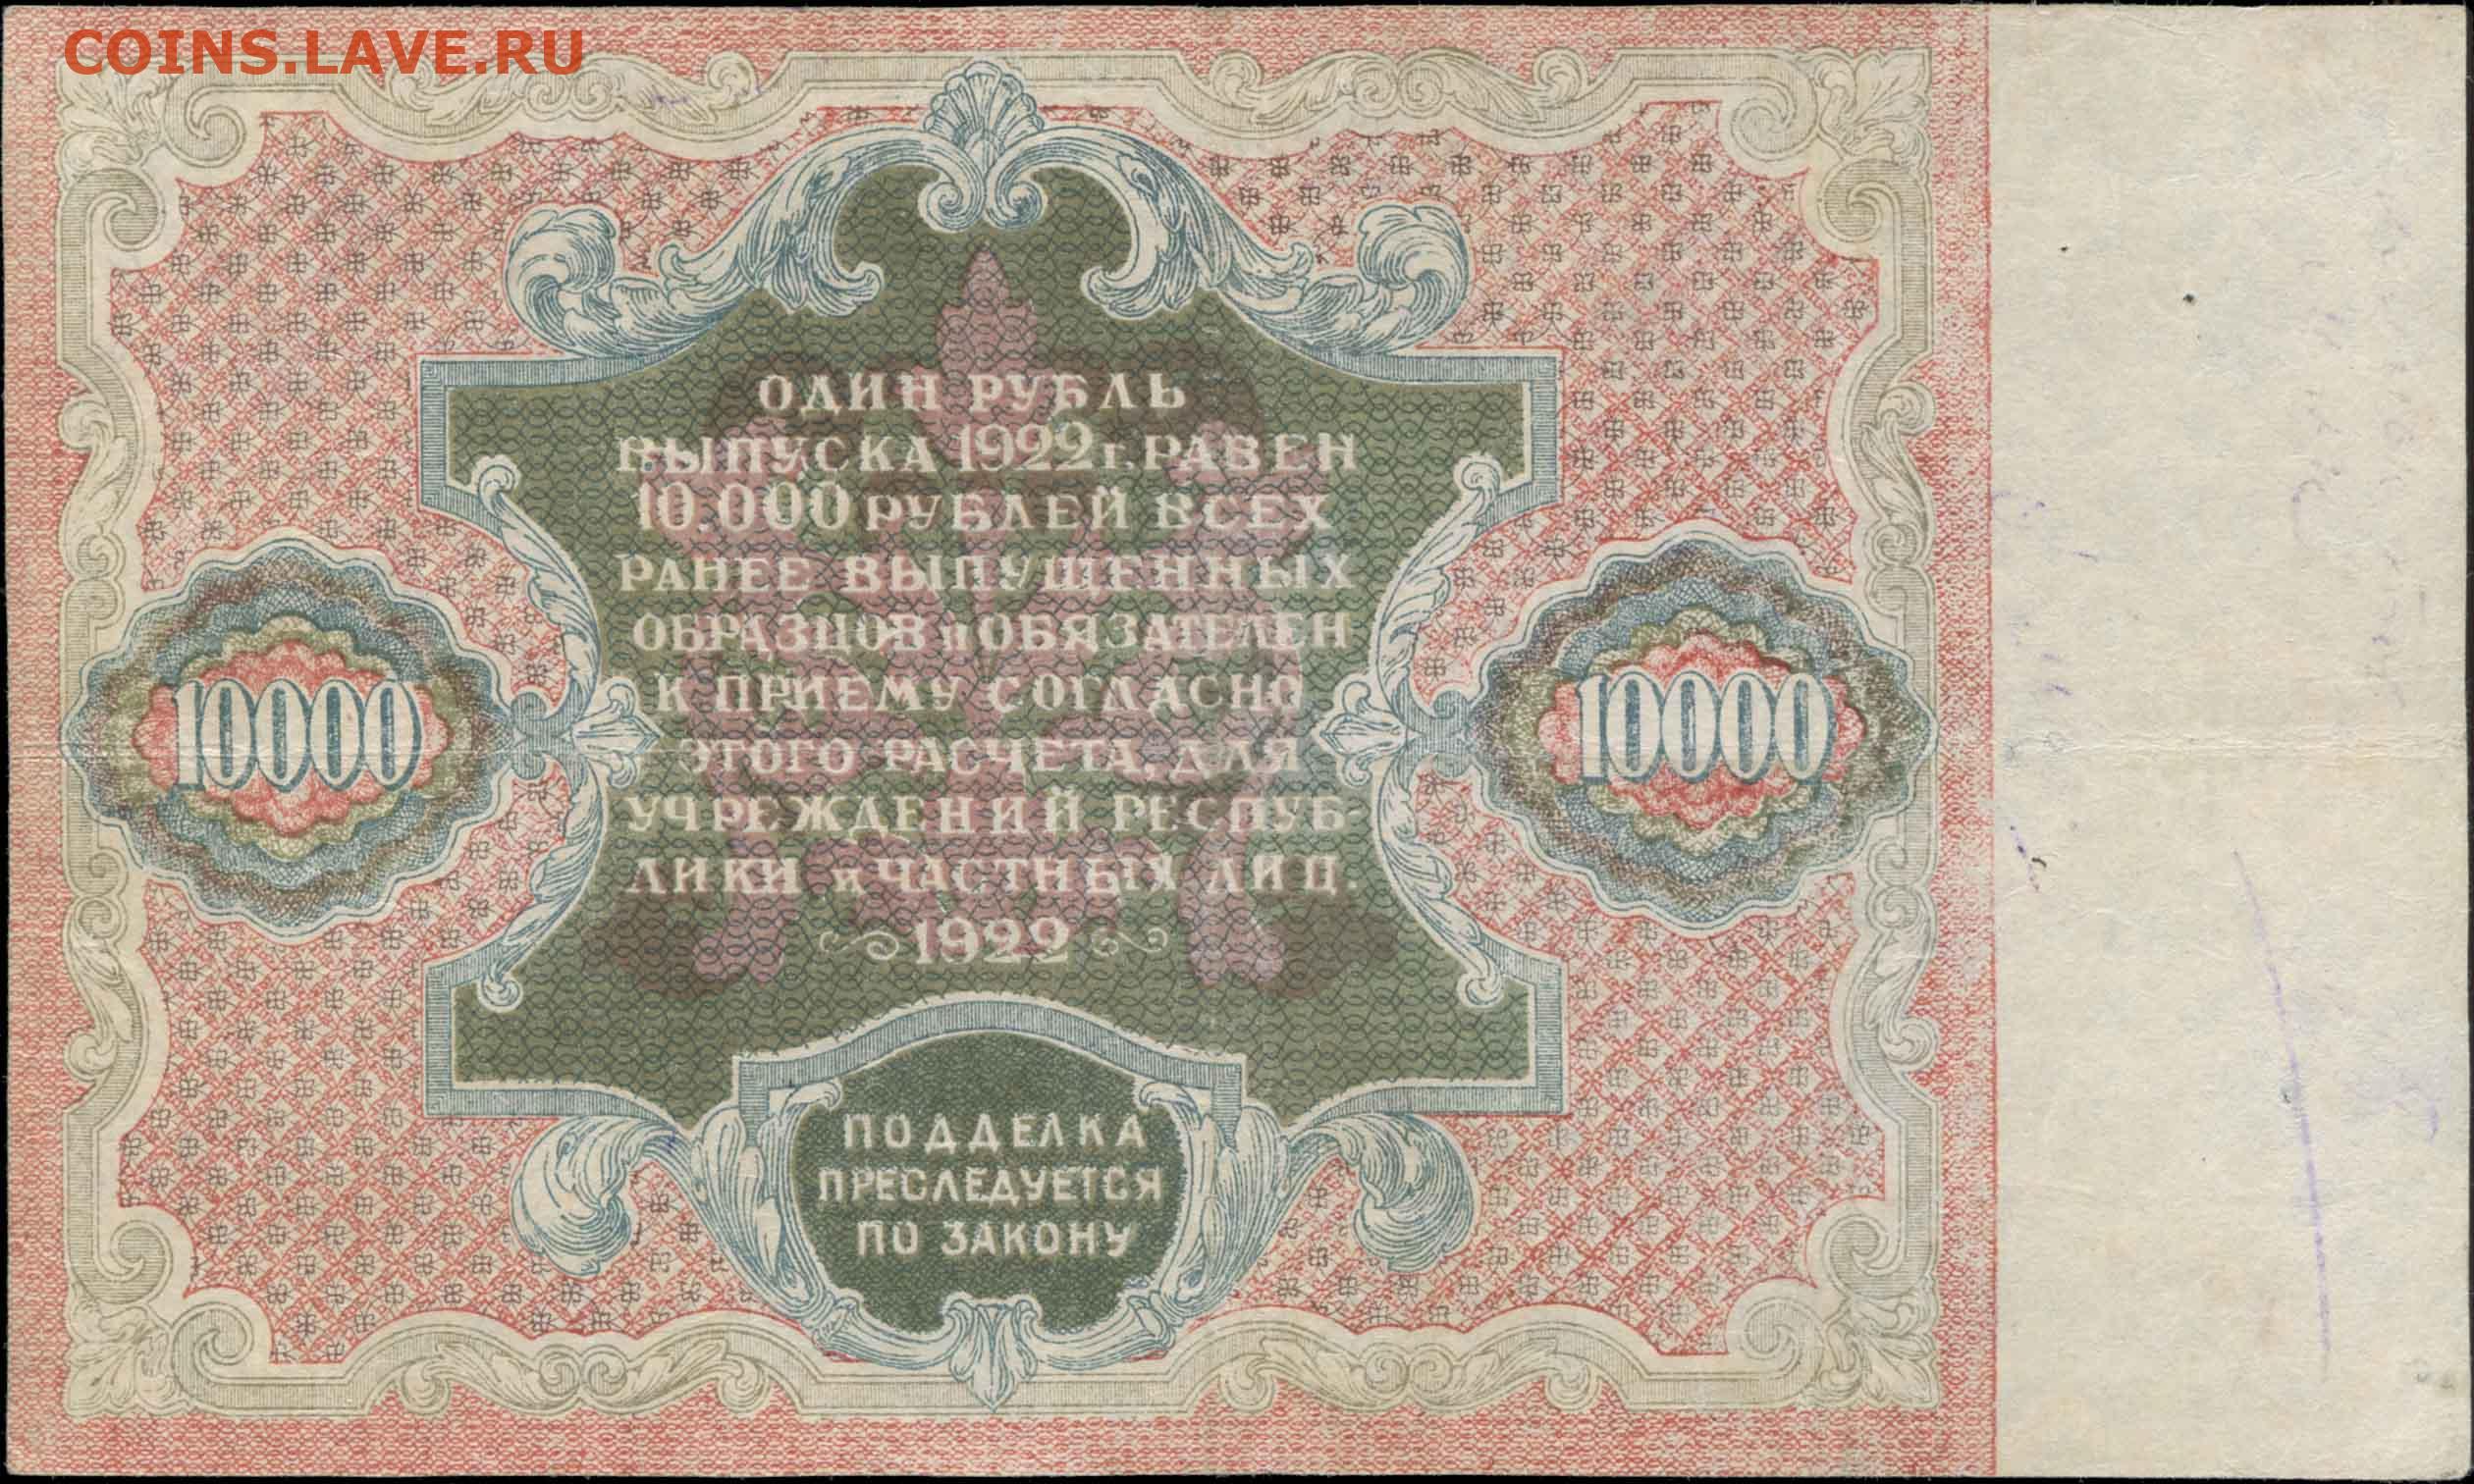 COINS.LAVE.RU
ОДИН РУБЛЬ
ВЫПУСКА 1922 г. РАВЕН
10.000 РУБЛЕЙ ВСЕХ
РАНЕЕ ВЫПУЩЕННЫХ
ОБРАЗЦОВ и ОБЯЗАТЕЛЕН
К ПРИЕМУ СОГЛАСНО
ЭТОГО РАСЧЕТА, ДЛЯ
УЧРЕЖДЕНИЙ РЕСПУБ-
ЛИКИ и ЧАСТНЫХ ЛИЦ.
1922
10000
10000
ПОДДЕЛКА
ПРЕСЛЕДУЕТСЯ
ПО ЗАКОНУ